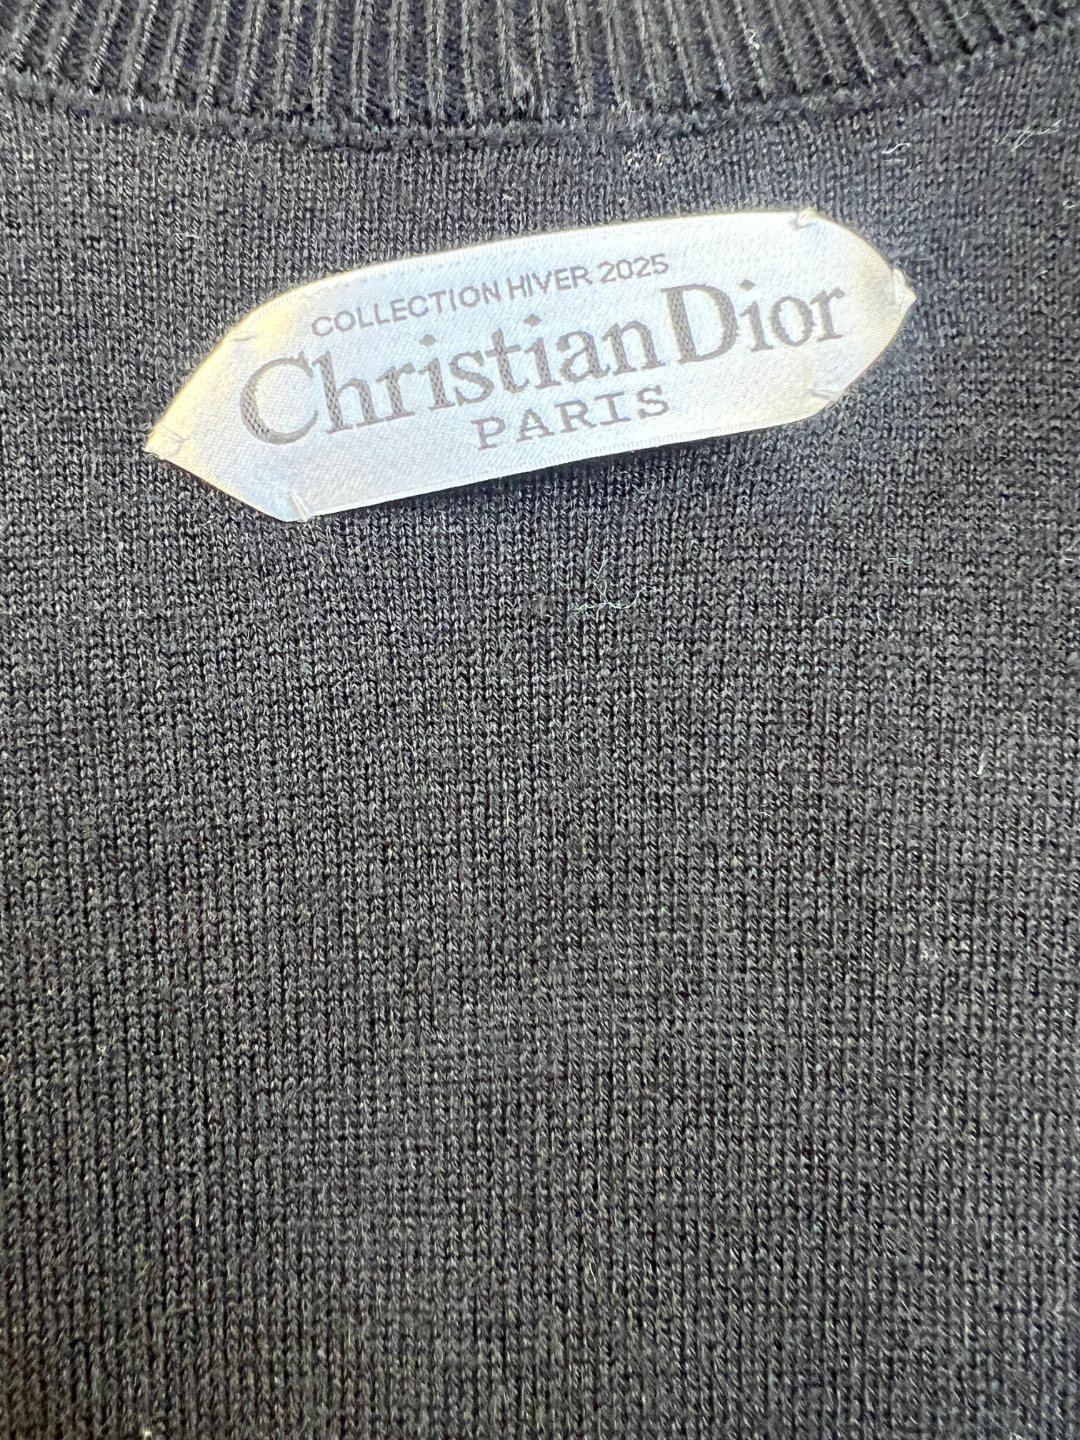 COLLECTION HIVER 2025
Christian Dior
PARIS